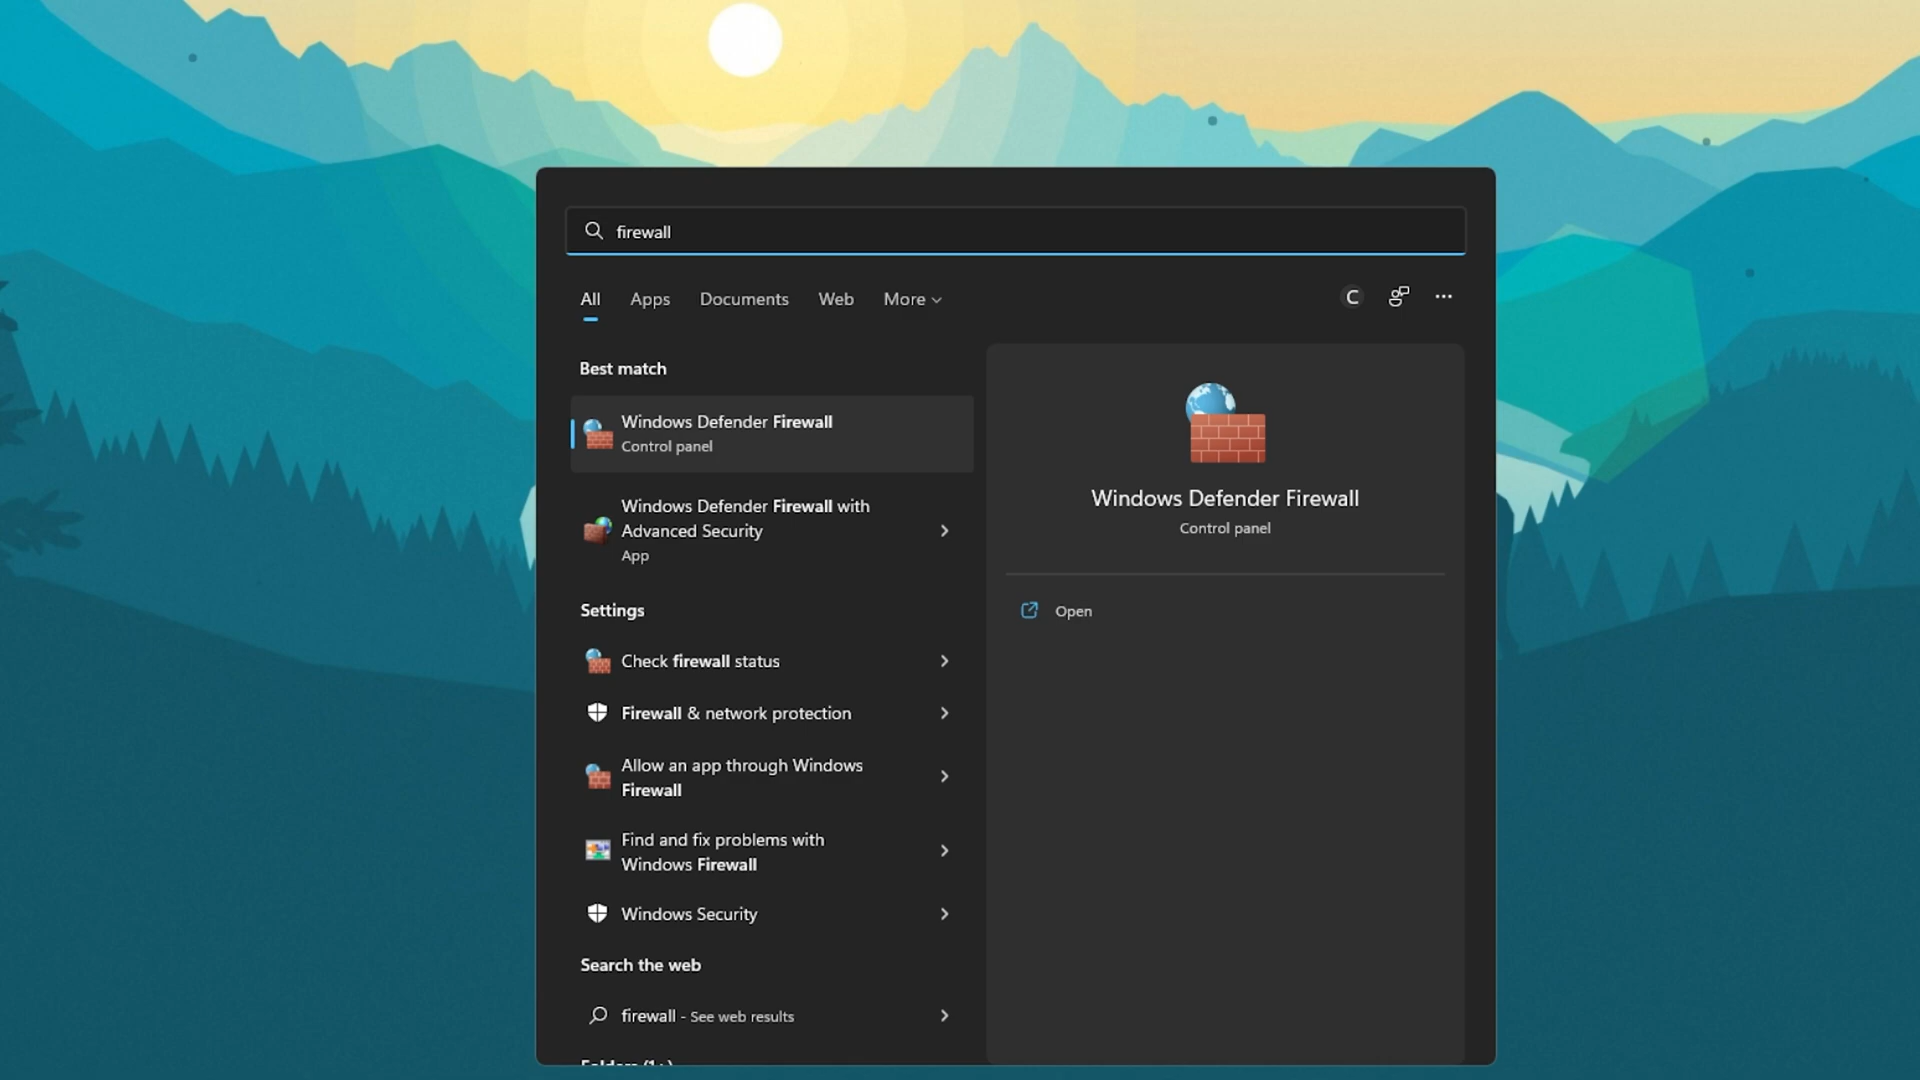 firewall
All
Apps
Documents
Web
More
C
Best match
Windows Defender Firewall
Control panel
Windows Defender Firewall with
Advanced Security
App
Settings
Check firewall status
Firewall & network protection
Allow an app through Windows
Firewall
Find and fix problems with
Windows Firewall
Windows Security
Search the web
firewall - See web results
Folders (1+)
Windows Defender Firewall
Control panel
Open